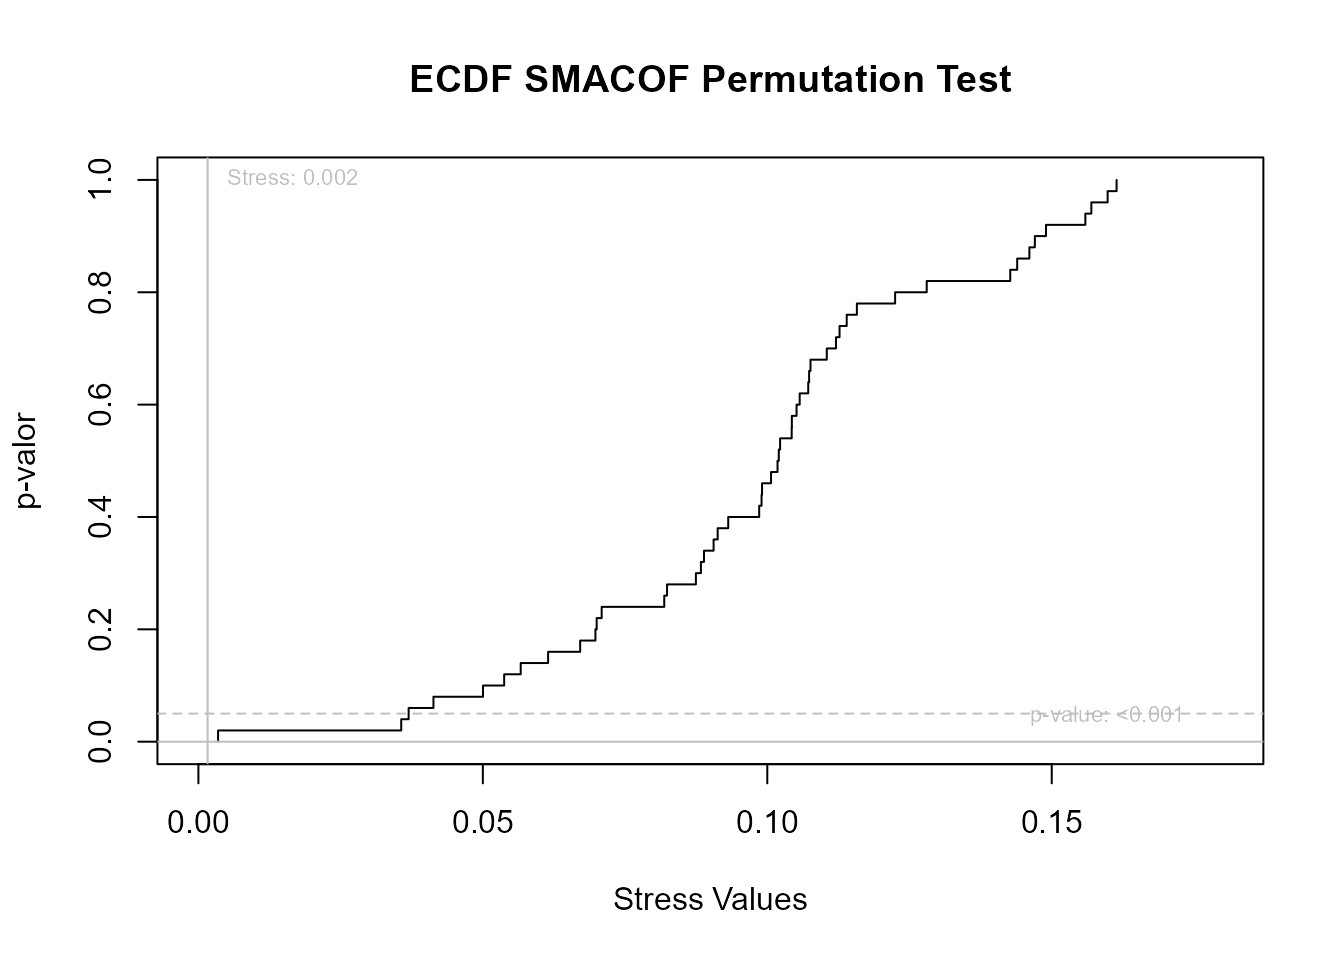 ECDF SMACOF Permutation Test
Stress: 0.002
p-valor
1.0
0.8
0.6
0.4
0.2
0.0
p-value: <0.001
0.00 0.05 0.10 0.15
Stress Values